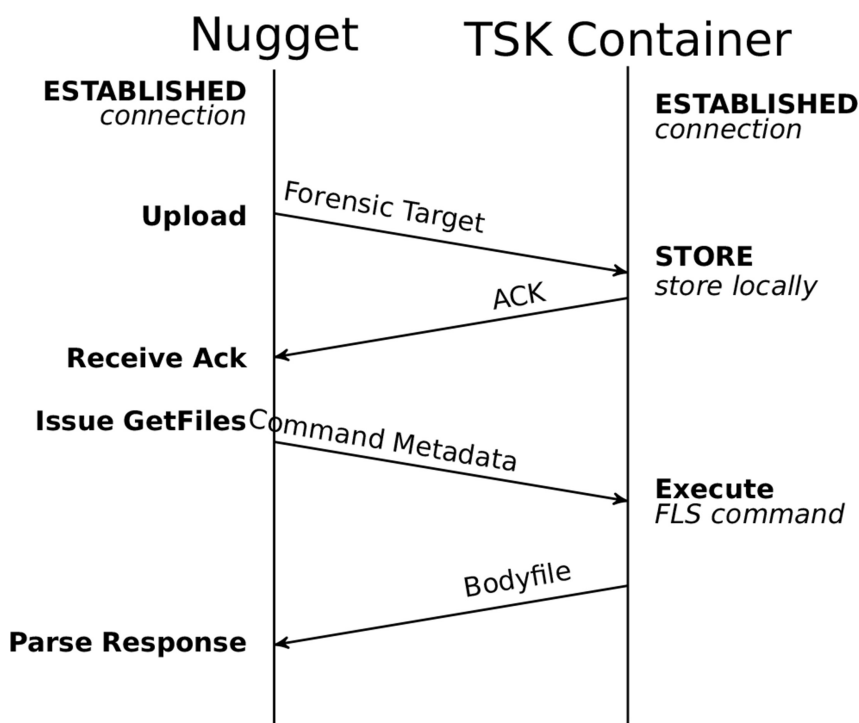 Nugget
TSK Container
ESTABLISHED
connection
ESTABLISHED
connection
Forensic Target
Upload
STORE
store locally
ACK
Receive Ack
Issue GetFiles
Command Metadata
Execute
FLS command
Bodyfile
Parse Response